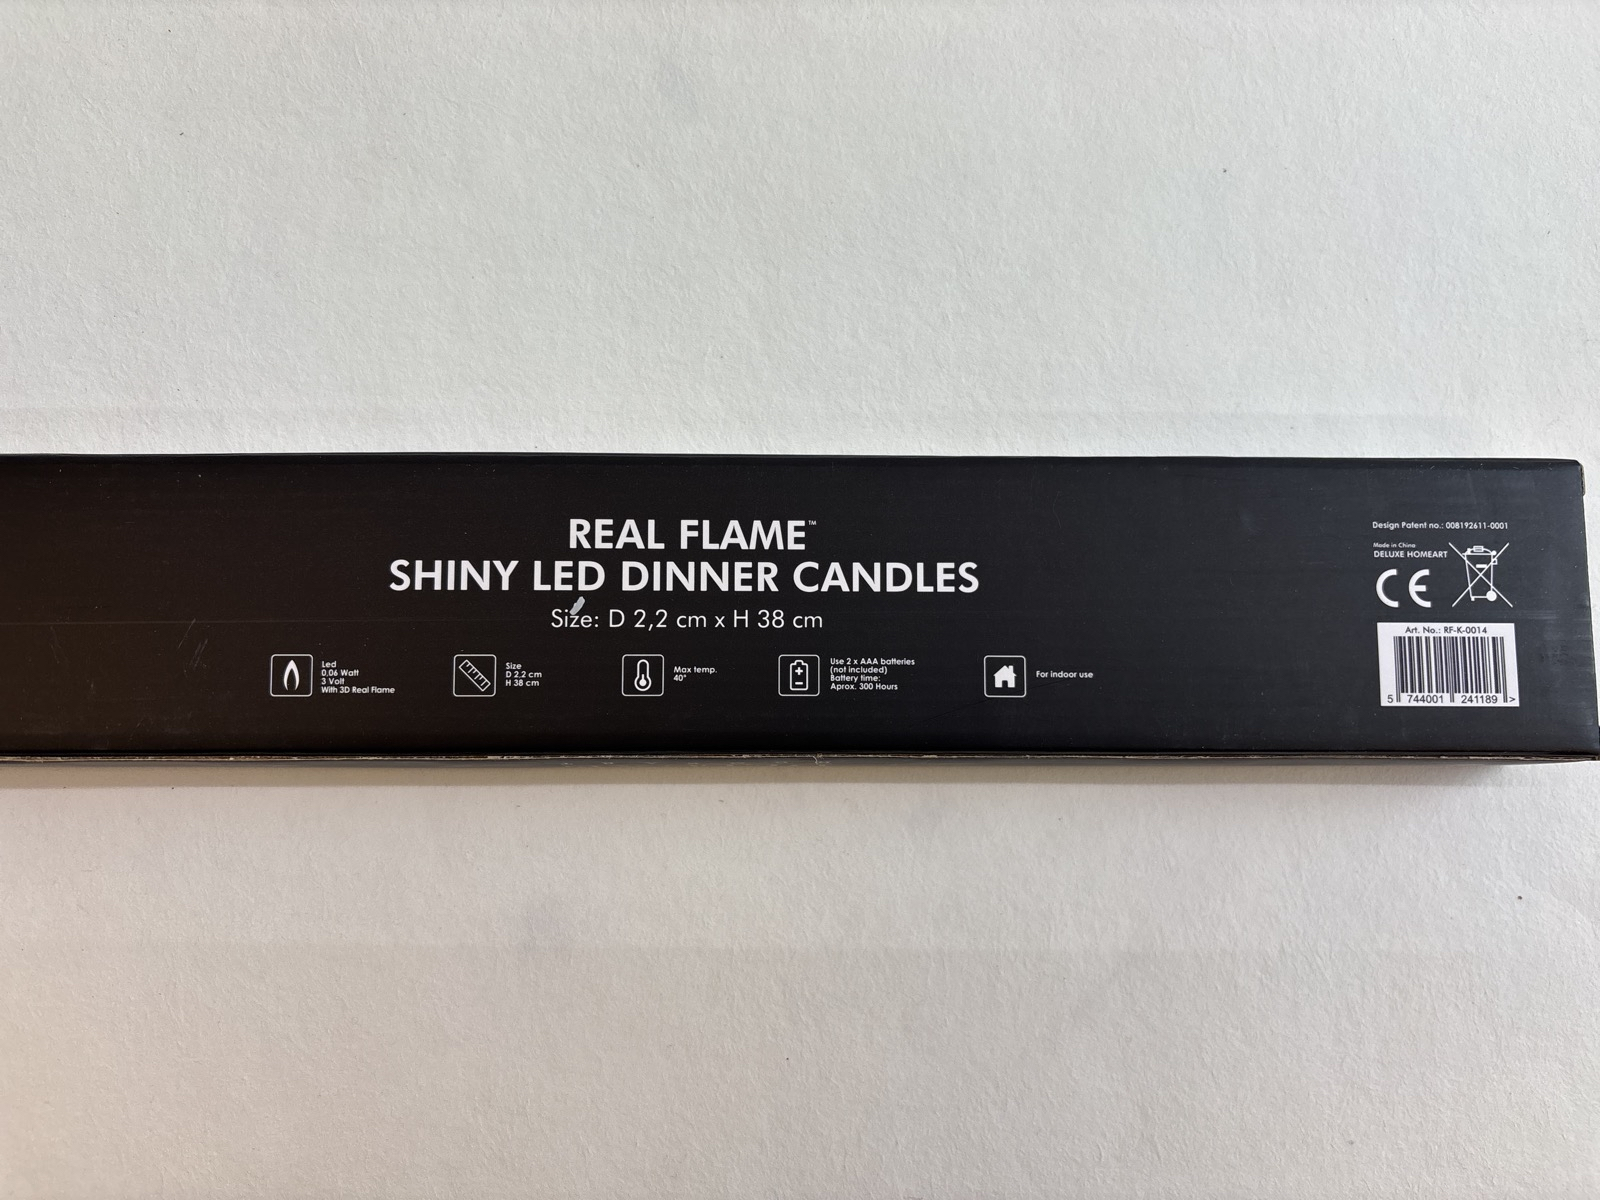 REAL FLAME™
SHINY LED DINNER CANDLES
Size: D 2,2 cm x H 38 cm
Led
0,06 Watt
3 Volt
With 3D Real Flame
Size
D 2,2 cm
H 38 cm
Max temp.
40°
Use 2 x AAA batteries
(not included)
Battery time:
Aprox. 300 Hours
For indoor use
Design Patent no.: 008192611-0001
Made in China
DELUXE HOMEART
CE
Art. No.: RF-K-0014
5 744001 241189 >